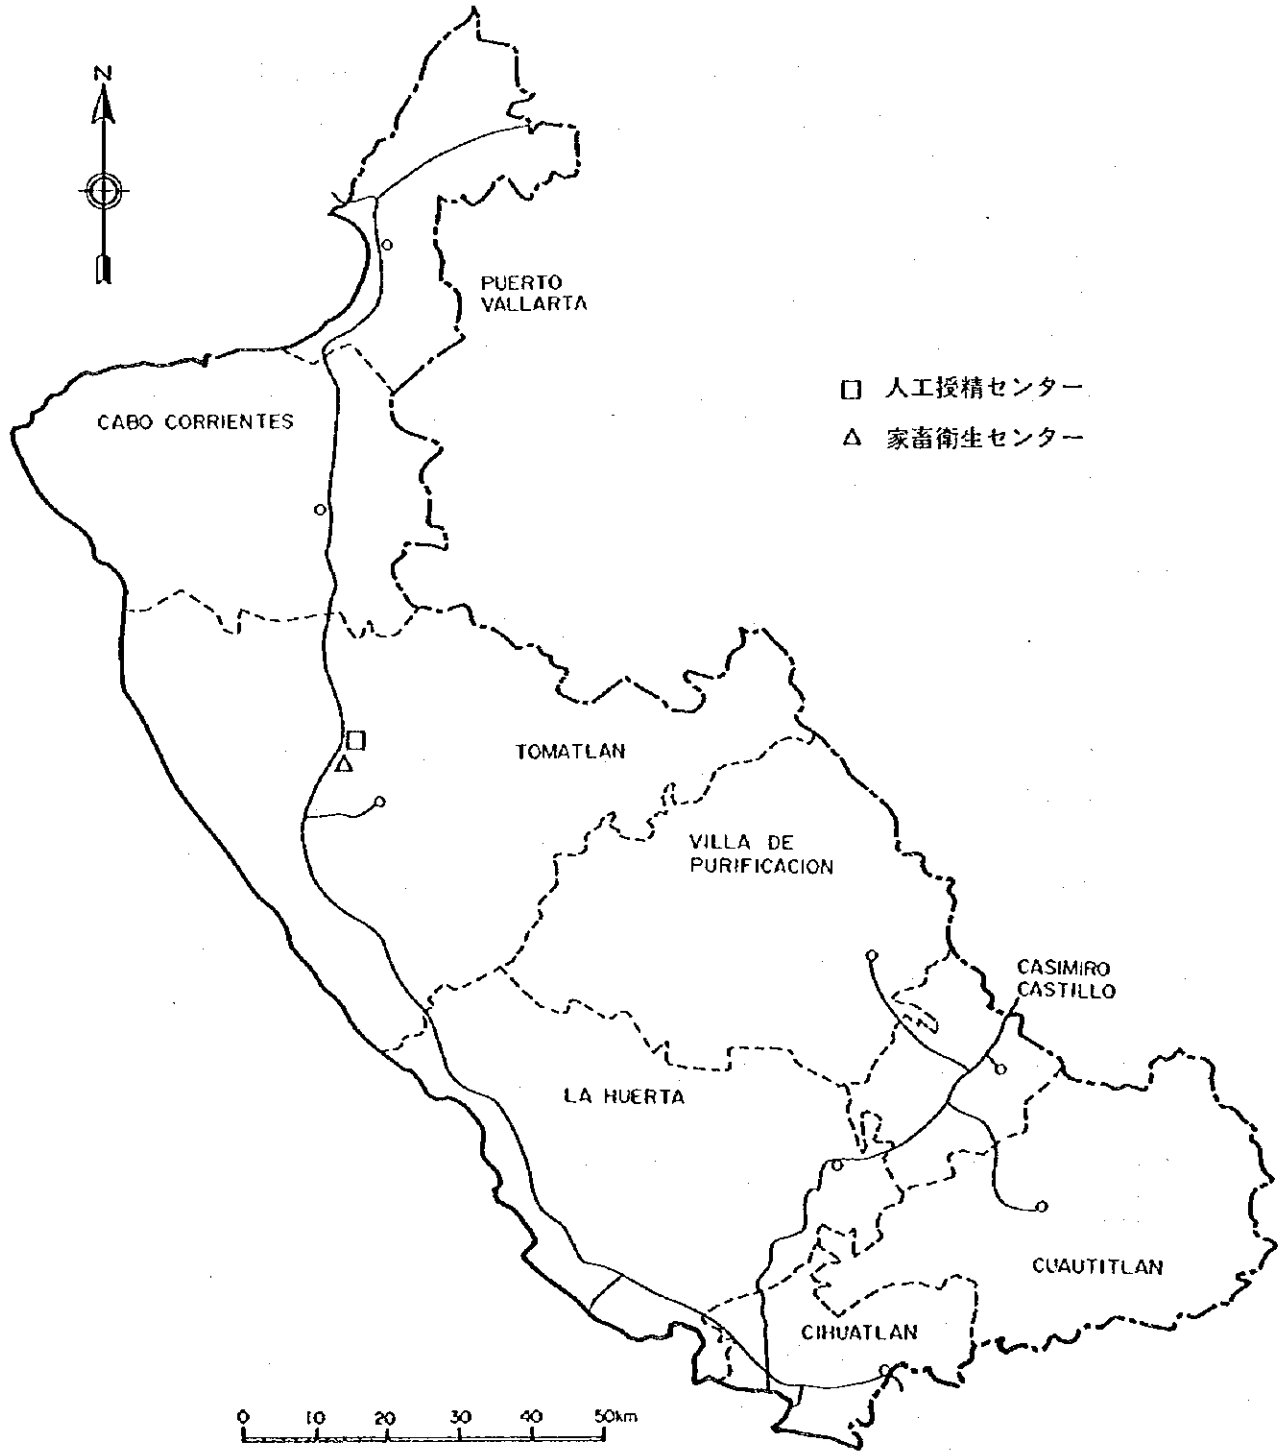 N
PUERTO
VALLARTA
□ 人工授精センター
△ 家畜衛生センター
CABO CORRIENTES
TOMATLAN
VILLA DE
PURIFICACION
CASIMIRO
CASTILLO
LA HUERTA
CUAUTITLAN
CIHUATLAN
0 10 20 30 40 50km